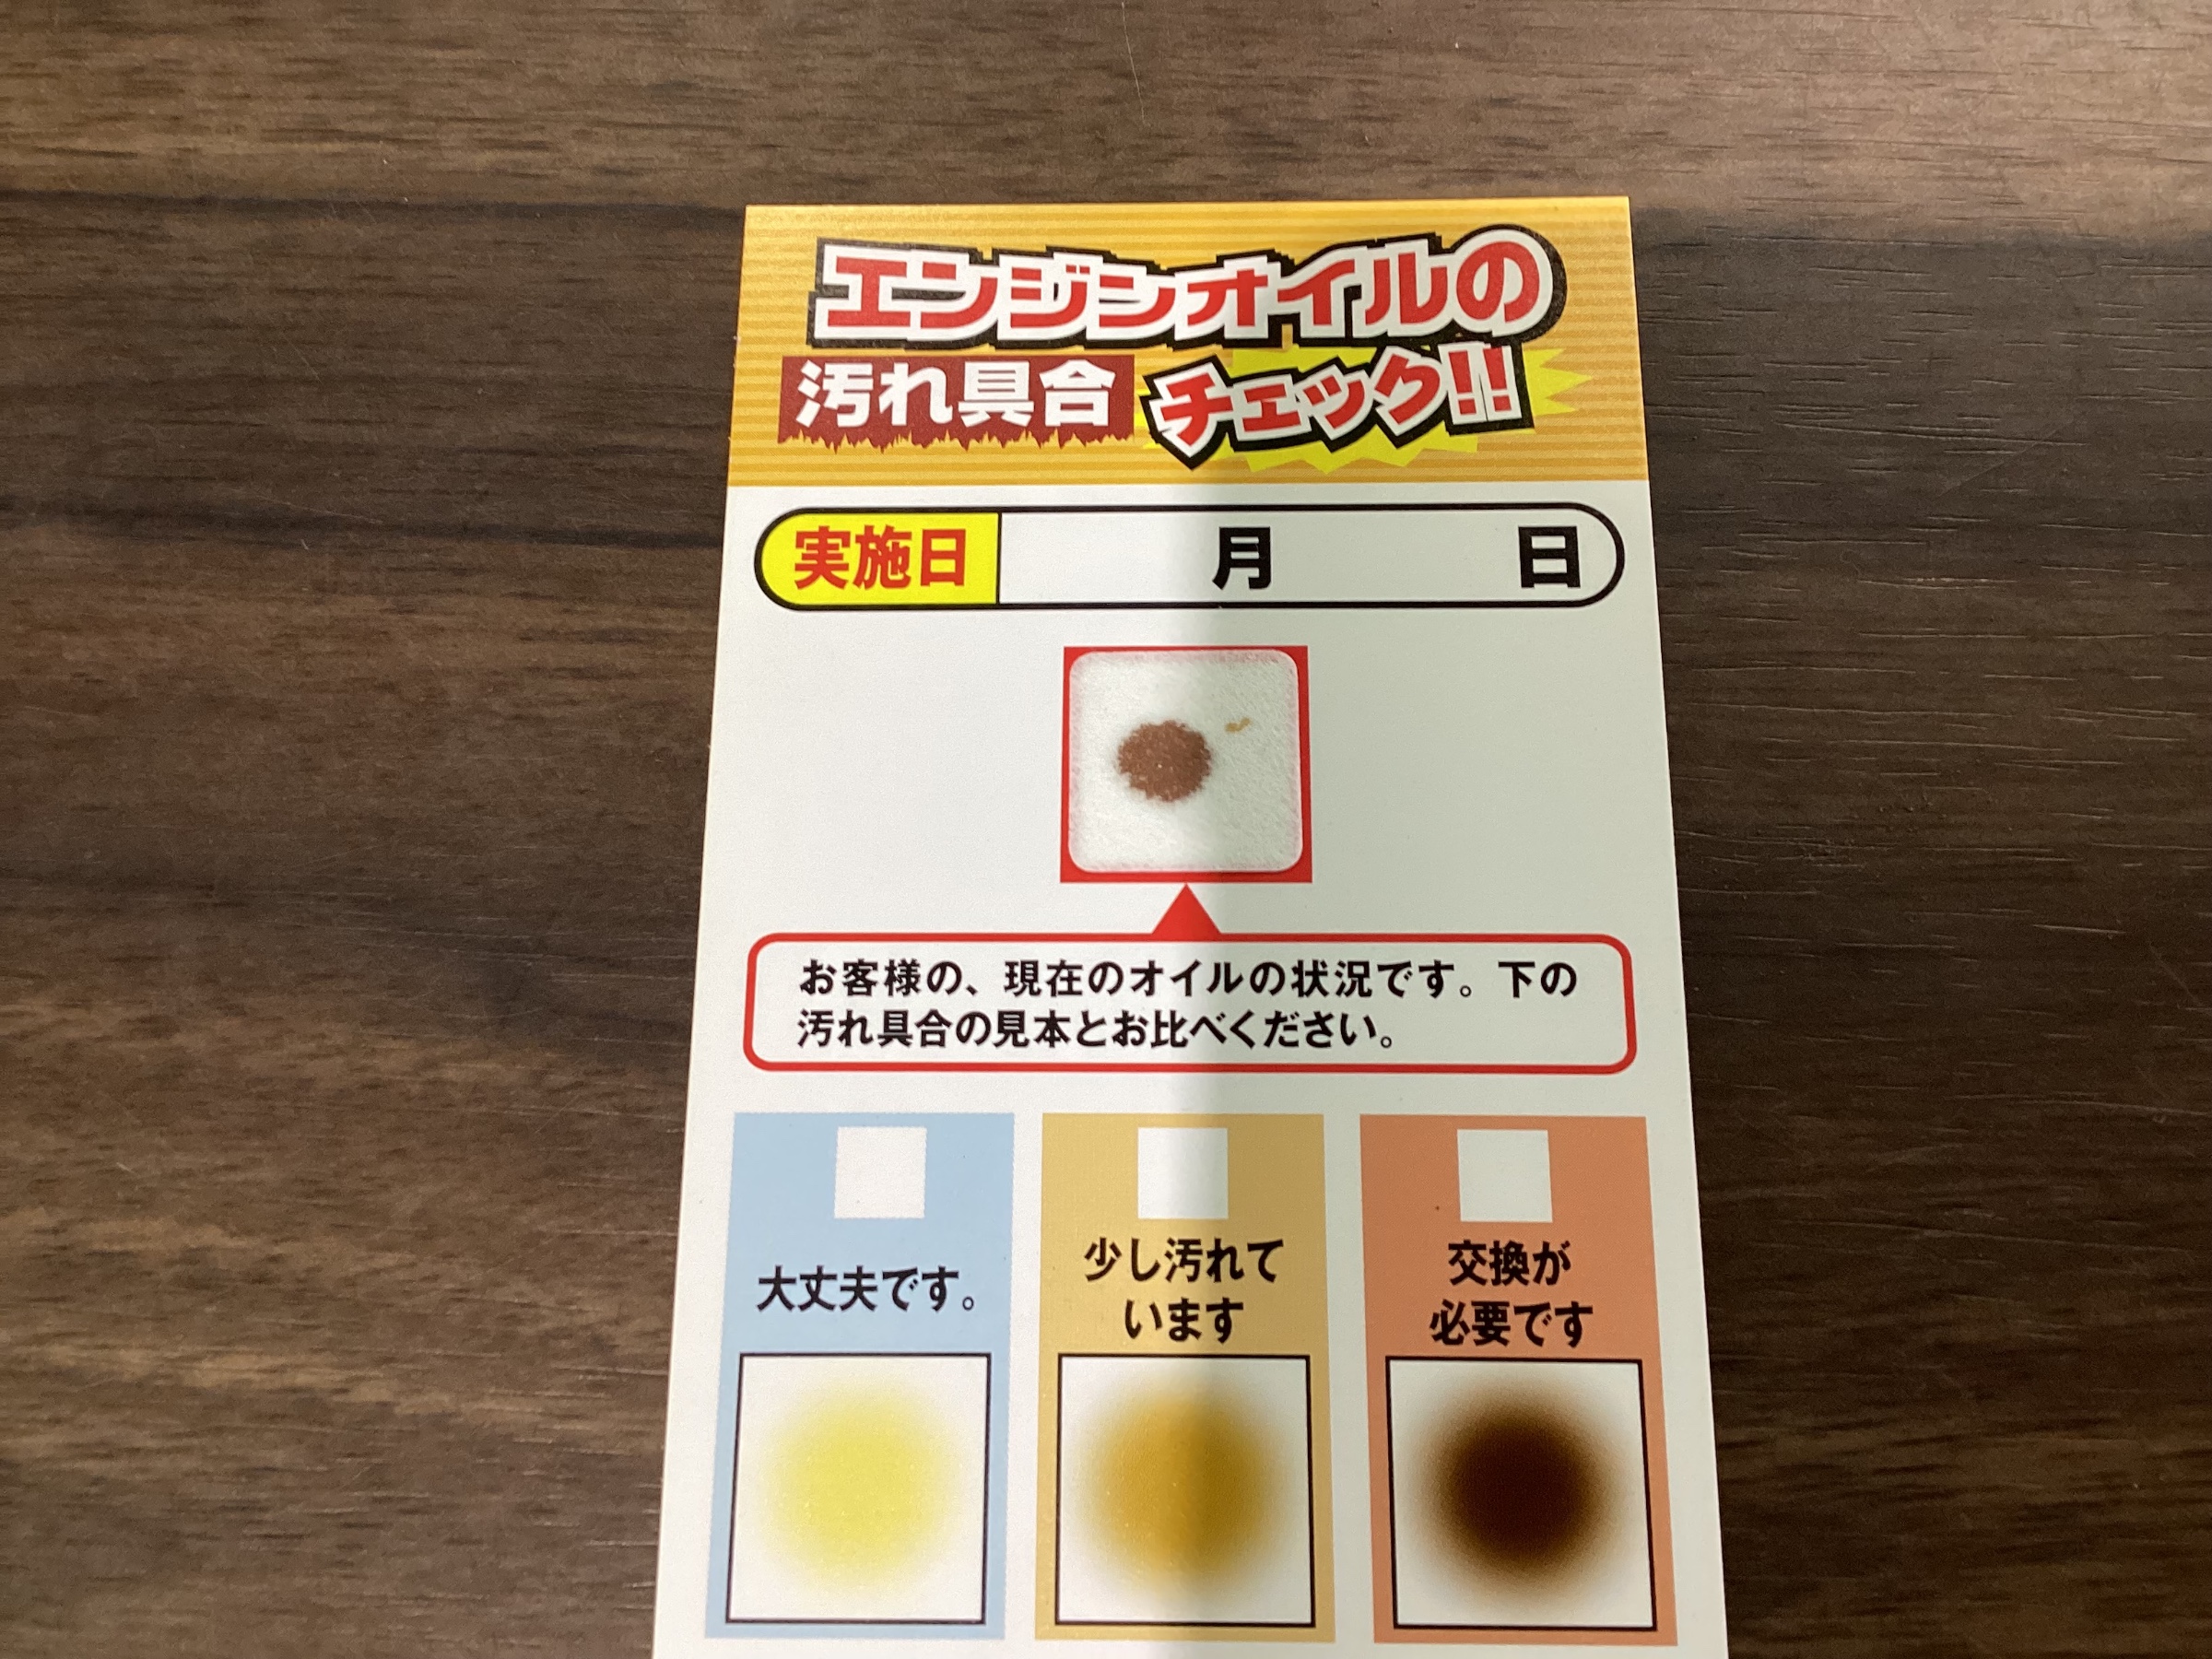 エンジンオイルの
汚れ具合 チェック!!
実施日 月 日
お客様の、現在のオイルの状況です。下の
汚れ具合の見本とお比べください。
大丈夫です。
少し汚れて
います
交換が
必要です